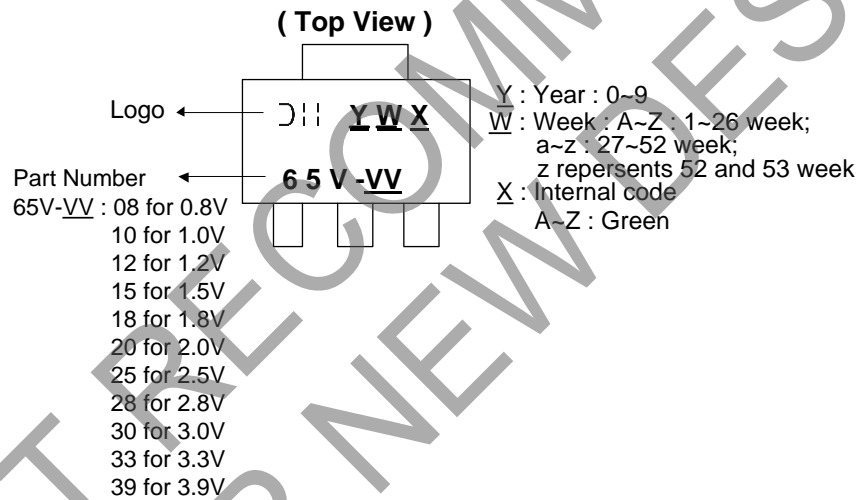 ( Top View )
Logo
Y W X
Part Number
6 5 V -VV
65V-VV : 08 for 0.8V
10 for 1.0V
12 for 1.2V
15 for 1.5V
18 for 1.8V
20 for 2.0V
25 for 2.5V
28 for 2.8V
30 for 3.0V
33 for 3.3V
39 for 3.9V
Y : Year : 0~9
W : Week : A~Z : 1~26 week;
a~z : 27~52 week;
z repersents 52 and 53 week
X : Internal code
A~Z : Green
T RECOMM
R NEW DES